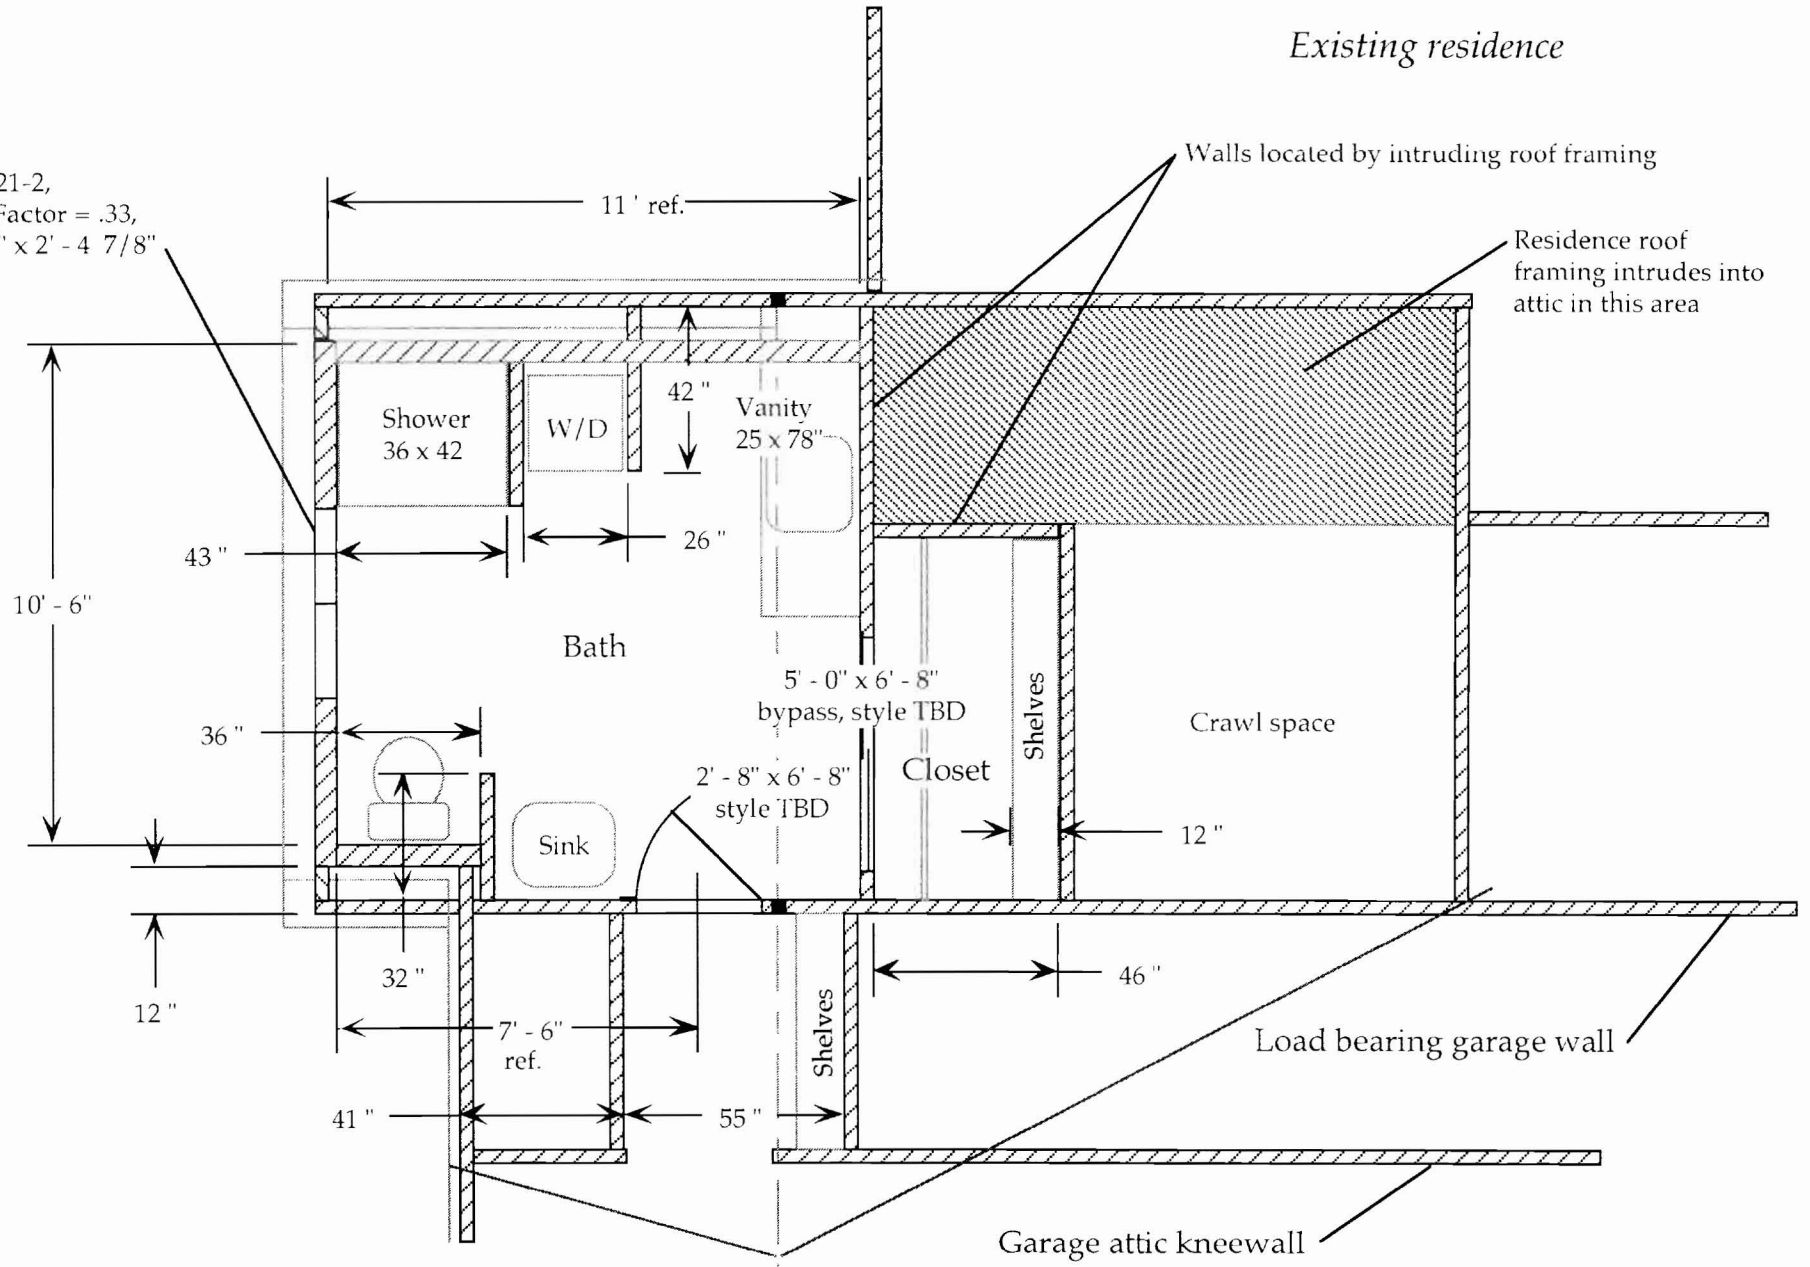 Existing residence
Walls located by intruding roof framing
21-2,
Factor = .33,
" x 2' - 4 7/8"
11 ' ref.
Residence roof
framing intrudes into
attic in this area
42 "
Vanity
25 x 78"
Shower
36 x 42
W/D
26 "
43 "
10' - 6"
Bath
5' - 0" x 6' - 8"
bypass, style TBD
Shelves
Crawl space
36 "
Closet
2' - 8" x 6' - 8"
style TBD
12 "
Sink
32 "
46 "
12 "
7' - 6"
ref.
Shelves
Load bearing garage wall
41 "
55 "
Garage attic kneewall